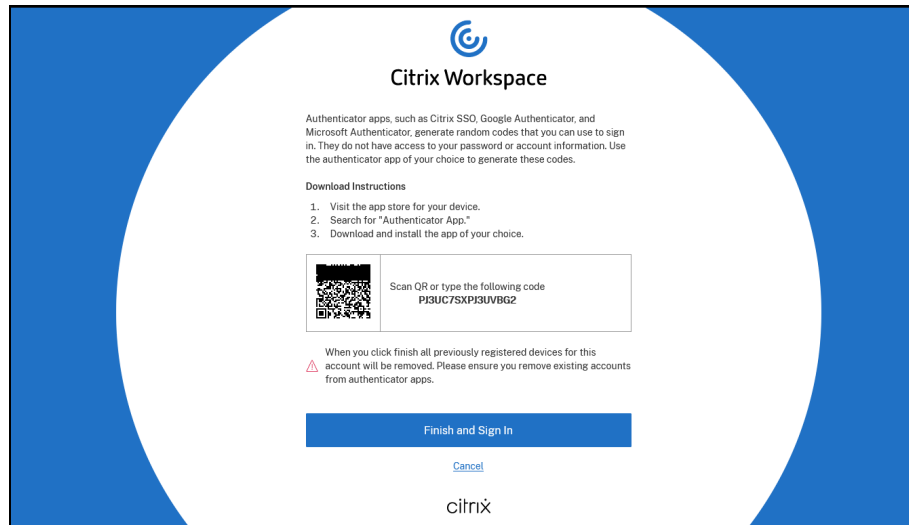 Citrix Workspace
Authenticator apps, such as Citrix SSO, Google Authenticator, and
Microsoft Authenticator, generate random codes that you can use to sign
in. They do not have access to your password or account information. Use
the authenticator app of your choice to generate these codes.
Download Instructions
1. Visit the app store for your device.
2. Search for "Authenticator App."
3. Download and install the app of your choice.
Scan QR or type the following code
PJ3UC7SXPJ3UVBG2
When you click finish all previously registered devices for this
account will be removed. Please ensure you remove existing accounts
from authenticator apps.
Finish and Sign In
Cancel
citrix